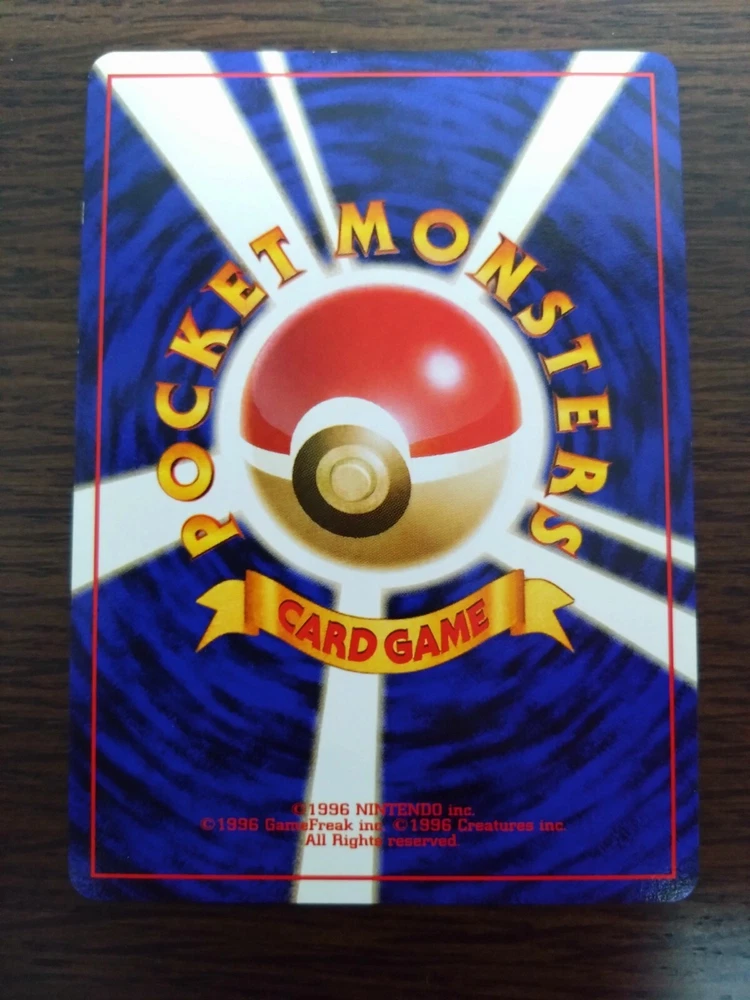 POCKET MONSTERS
CARD GAME
©1996 NINTENDO inc.
©1996 GameFreak inc. ©1996 Creatures inc.
All Rights reserved.